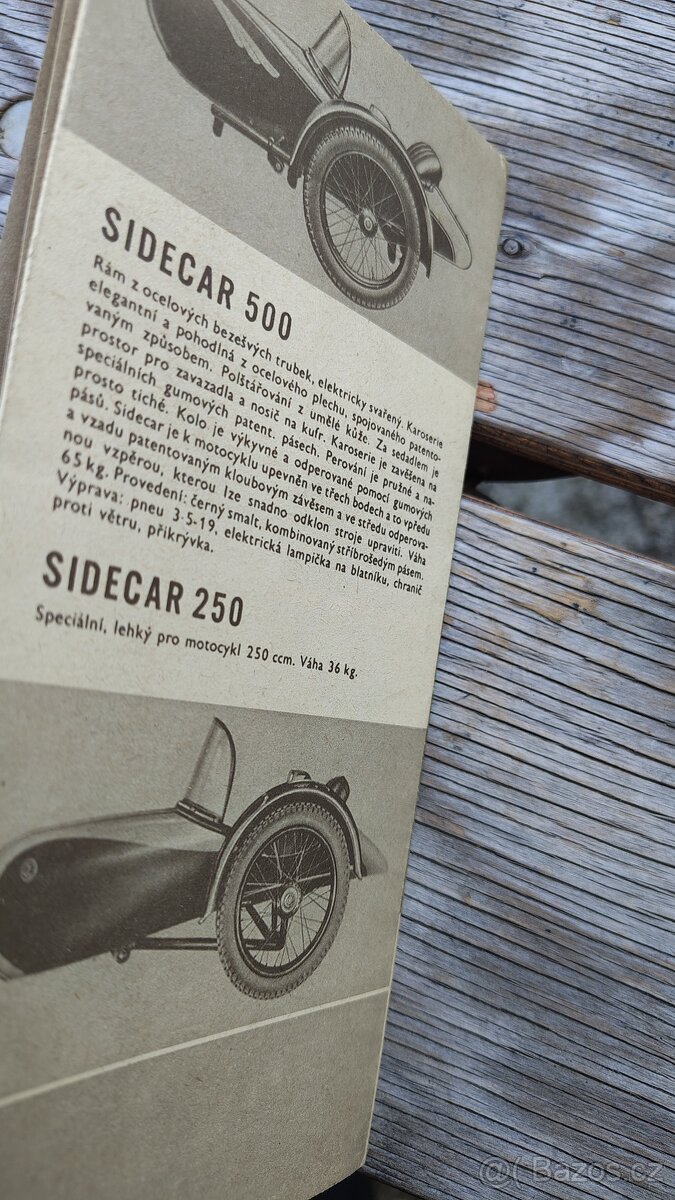 SIDECAR 500
Rám z ocelových bezešvých trubek, elektricky svařený. Karoserie
elegantní a pohodlná z ocelového plechu, spojovaného patento-
vaným způsobem. Polštářování z umělé kůže. Za sedadlem je
prostor pro zavazadla a nosič na kufr. Karoserie je zavěšena na
speciálních gumových patent. pásech. Perování je pružné a na-
prosto tiché. Kolo je výkyvné a odperované pomocí gumových
pásů. Sidecar je k motocyklu upevněn ve třech bodech a to vpředu
a vzadu patentovaným kloubovým závěsem a ve středu odperova-
nou vzpěrou, kterou lze snadno odklon stroje upraviti. Váha
65 kg. Provedení: černý smalt, kombinovaný stříbrošedým pásem.
Výprava: pneu 3·5-19, elektrická lampička na blatníku, chranič
proti větru, přikrývka.
SIDECAR 250
Speciální, lehký pro motocykl 250 ccm. Váha 36 kg.
@( Bazos.cz